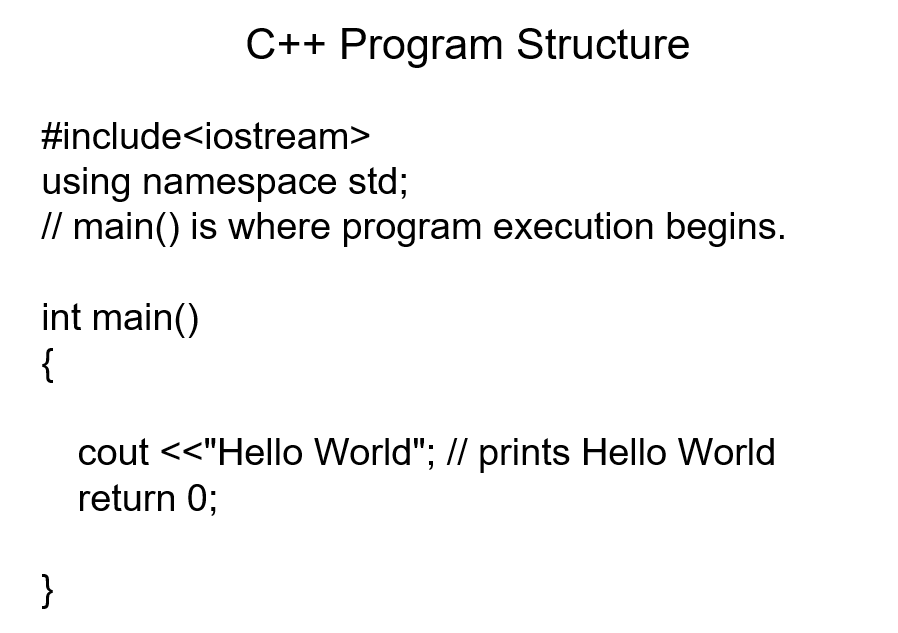 C++ Program Structure
#include<iostream>
using namespace std;
// main() is where program execution begins.
int main()
{
cout <<"Hello World"; // prints Hello World
return 0;
}